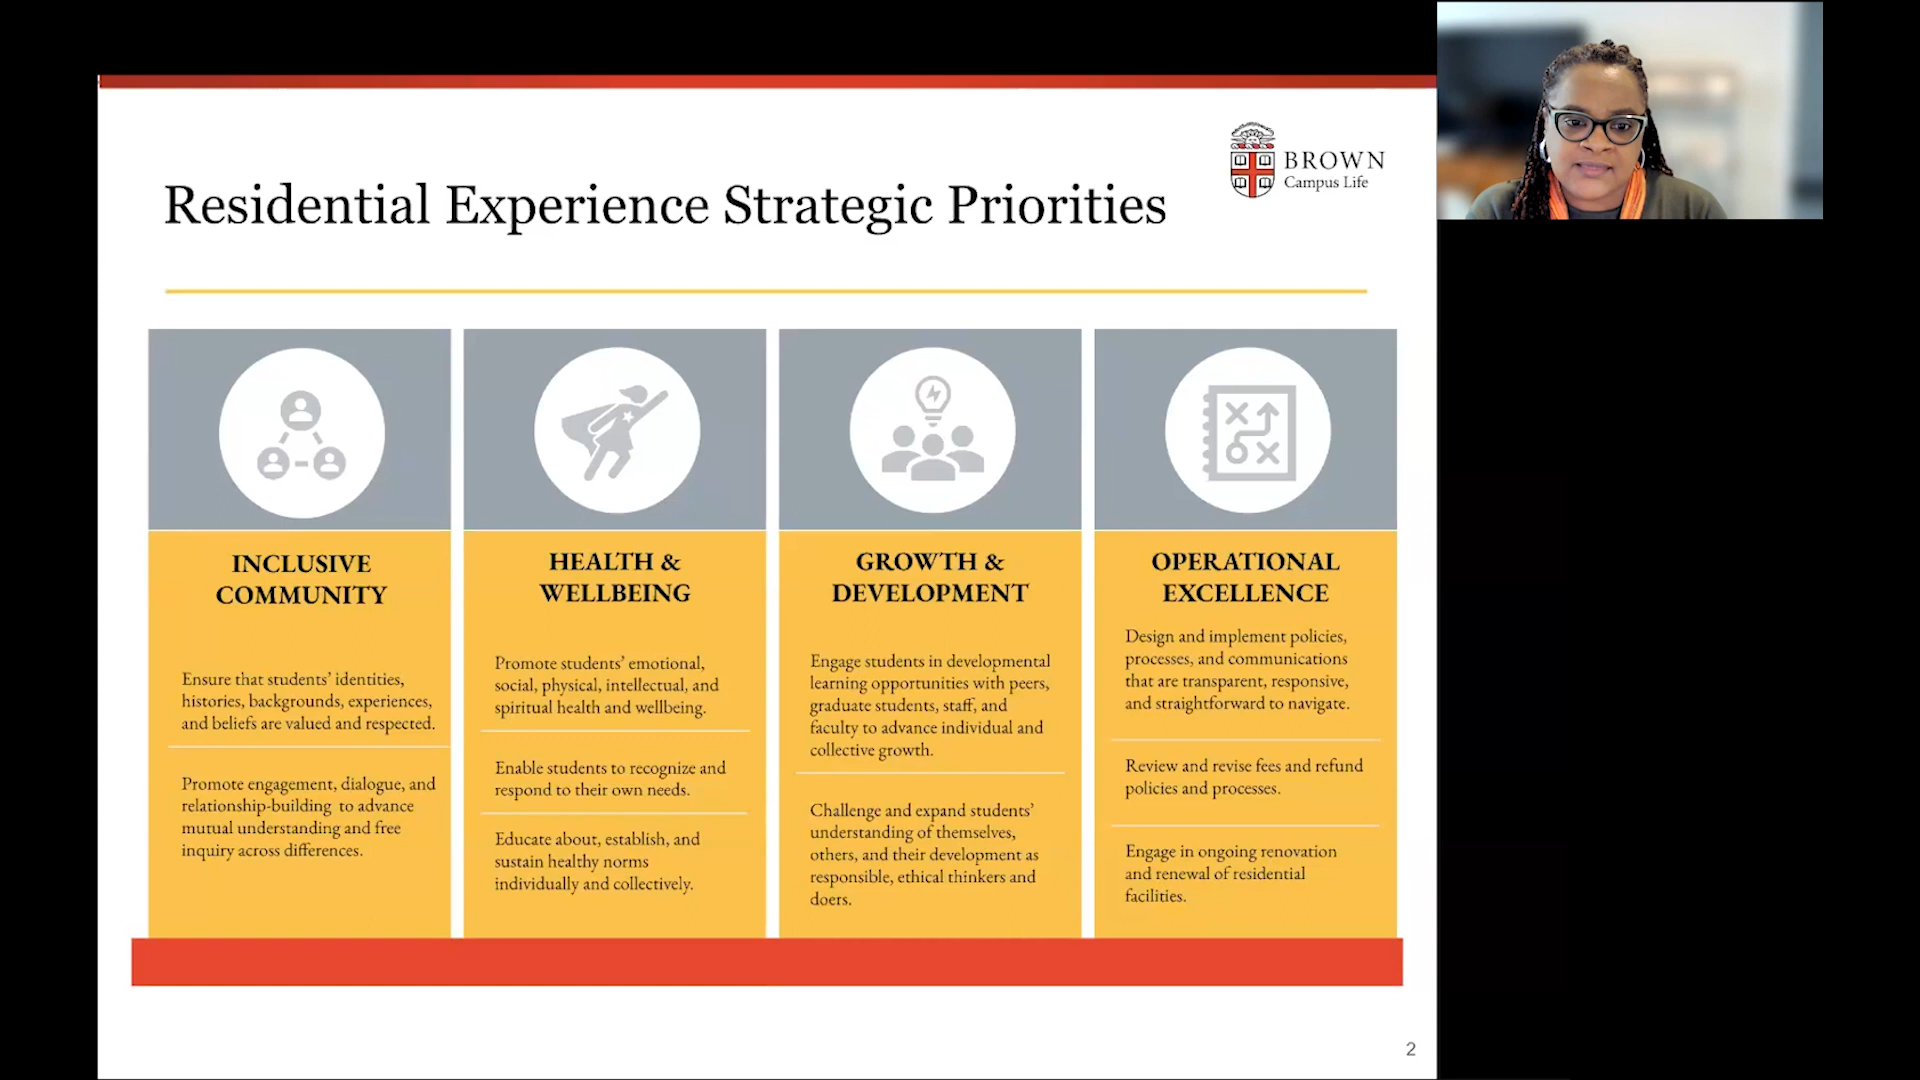 BROWN
Campus Life
Residential Experience Strategic Priorities
INCLUSIVE
COMMUNITY
Ensure that students’ identities,
histories, backgrounds, experiences,
and beliefs are valued and respected.
Promote engagement, dialogue, and
relationship-building to advance
mutual understanding and free
inquiry across differences.
HEALTH &
WELLBEING
Promote students’ emotional,
social, physical, intellectual, and
spiritual health and wellbeing.
Enable students to recognize and
respond to their own needs.
Educate about, establish, and
sustain healthy norms
individually and collectively.
GROWTH &
DEVELOPMENT
Engage students in developmental
learning opportunities with peers,
graduate students, staff, and
faculty to advance individual and
collective growth.
Challenge and expand students’
understanding of themselves,
others, and their development as
responsible, ethical thinkers and
doers.
OPERATIONAL
EXCELLENCE
Design and implement policies,
processes, and communications
that are transparent, responsive,
and straightforward to navigate.
Review and revise fees and refund
policies and processes.
Engage in ongoing renovation
and renewal of residential
facilities.
2